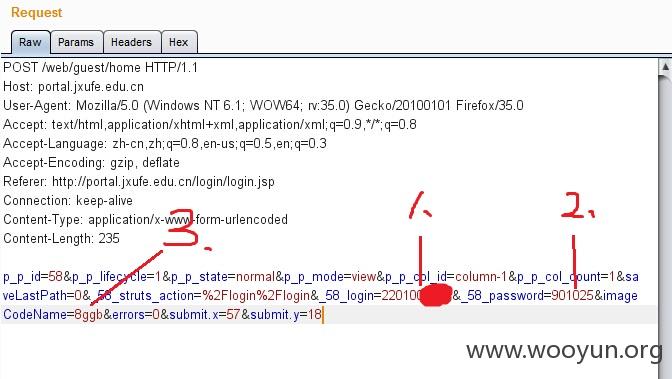 Request
Raw Params Headers Hex
POST /web/guest/home HTTP/1.1
Host: portal.jxufe.edu.cn
User-Agent: Mozilla/5.0 (Windows NT 6.1; WOW64; rv:35.0) Gecko/20100101 Firefox/35.0
Accept: text/html,application/xhtml+xml,application/xml;q=0.9,*/*;q=0.8
Accept-Language: zh-cn,zh;q=0.8,en-us;q=0.5,en;q=0.3
Accept-Encoding: gzip, deflate
Referer: http://portal.jxufe.edu.cn/login/login.jsp
Connection: keep-alive
Content-Type: application/x-www-form-urlencoded
Content-Length: 235
3. 1. 2.
p_p_id=58&p_p_lifecycle=1&p_p_state=normal&p_p_mode=view&p_p_col_id=column-1&p_p_col_count=1&sa
veLastPath=0&_58_struts_action=%2Flogin%2Flogin&_58_login=220100 &_58_password=901025&image
CodeName=8ggb&errors=0&submit.x=57&submit.y=18
www.wooyun.org